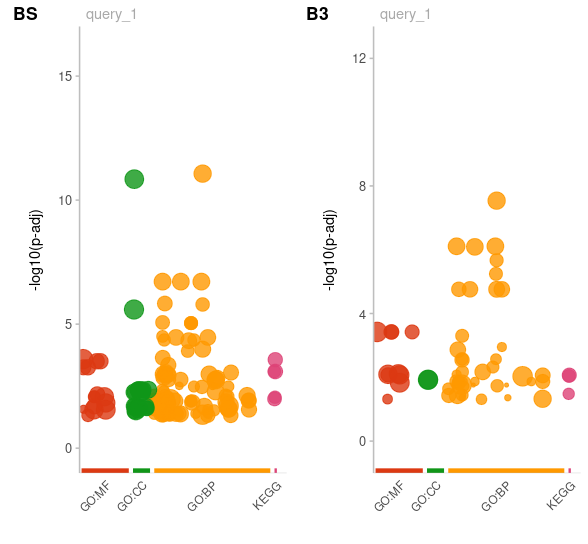 BS
query_1
-log10(p-adj)
15
10
5
0
GO:MF
GO:CC
GO:BP
KEGG
B3
query_1
-log10(p-adj)
12
8
4
0
GO:MF
GO:CC
GO:BP
KEGG